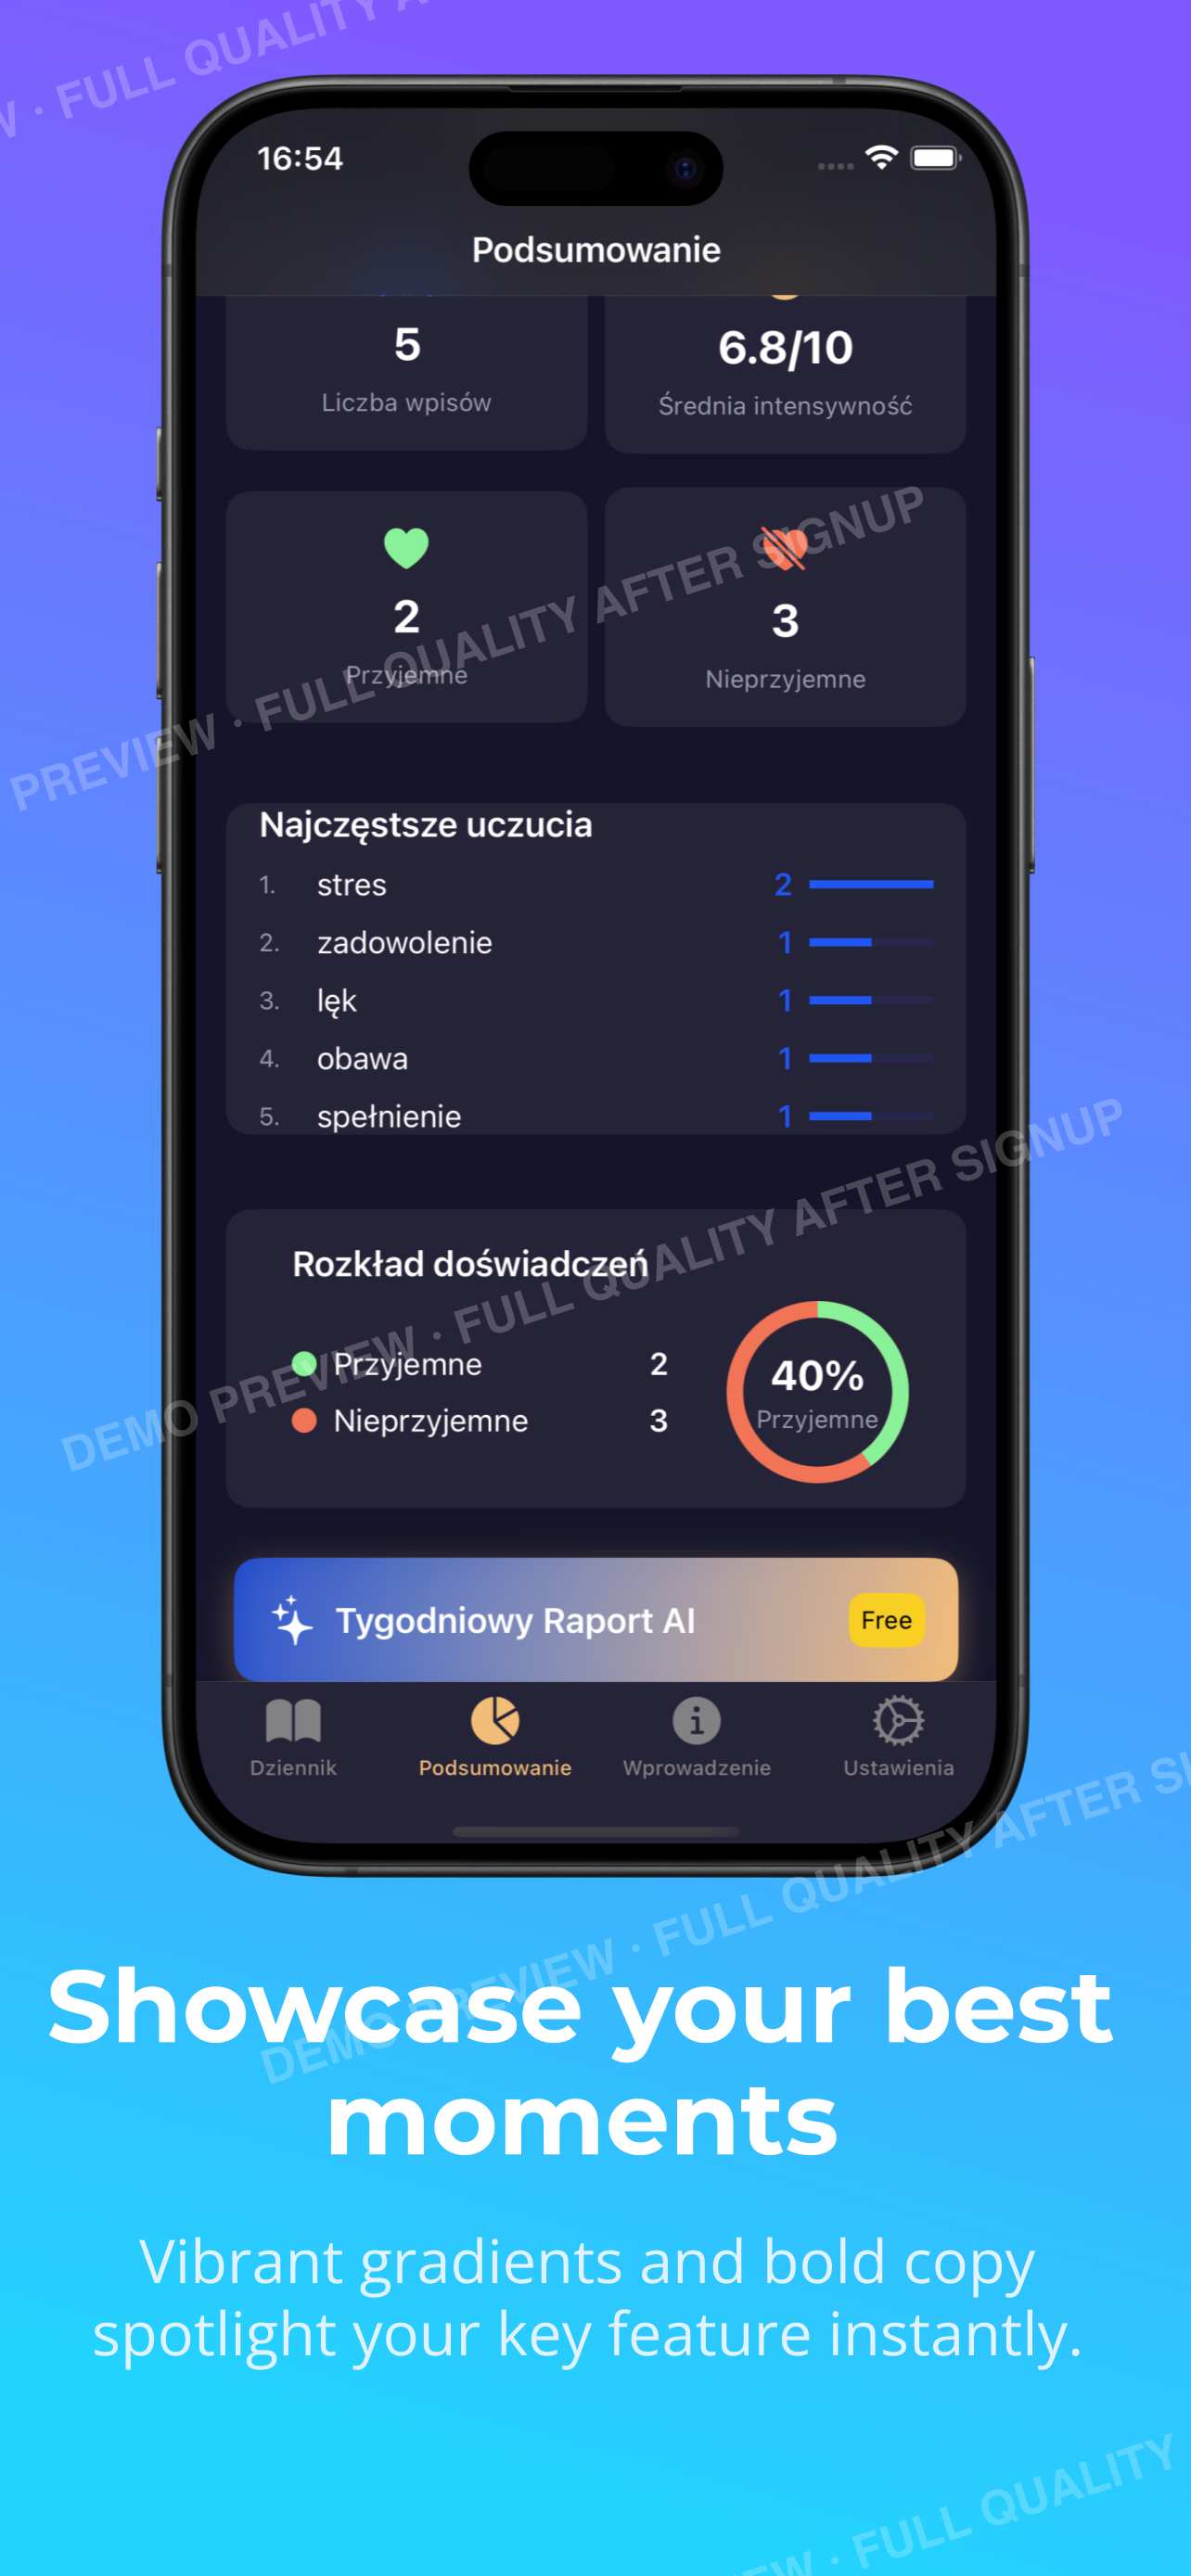 W · FULL QUALITY A
16:54
Podsumowanie
5
Liczba wpisów
6.8/10
Średnia intensywność
2
Przyjemne
3
Nieprzyjemne
PREVIEW · FULL QUALITY AFTER SIGNUP
Najczęstsze uczucia
1. stres 2
2. zadowolenie 1
3. lęk 1
4. obawa 1
5. spełnienie 1
Rozkład doświadczeń
Przyjemne 2
Nieprzyjemne 3
40%
Przyjemne
DEMO PREVIEW · FULL QUALITY AFTER SIGNUP
Tygodniowy Raport AI
Free
Dziennik
Podsumowanie
Wprowadzenie
Ustawienia
DEMO PREVIEW · FULL QUALITY AFTER SI
Showcase your best
moments
Vibrant gradients and bold copy
spotlight your key feature instantly.
EW · FULL QUALITY